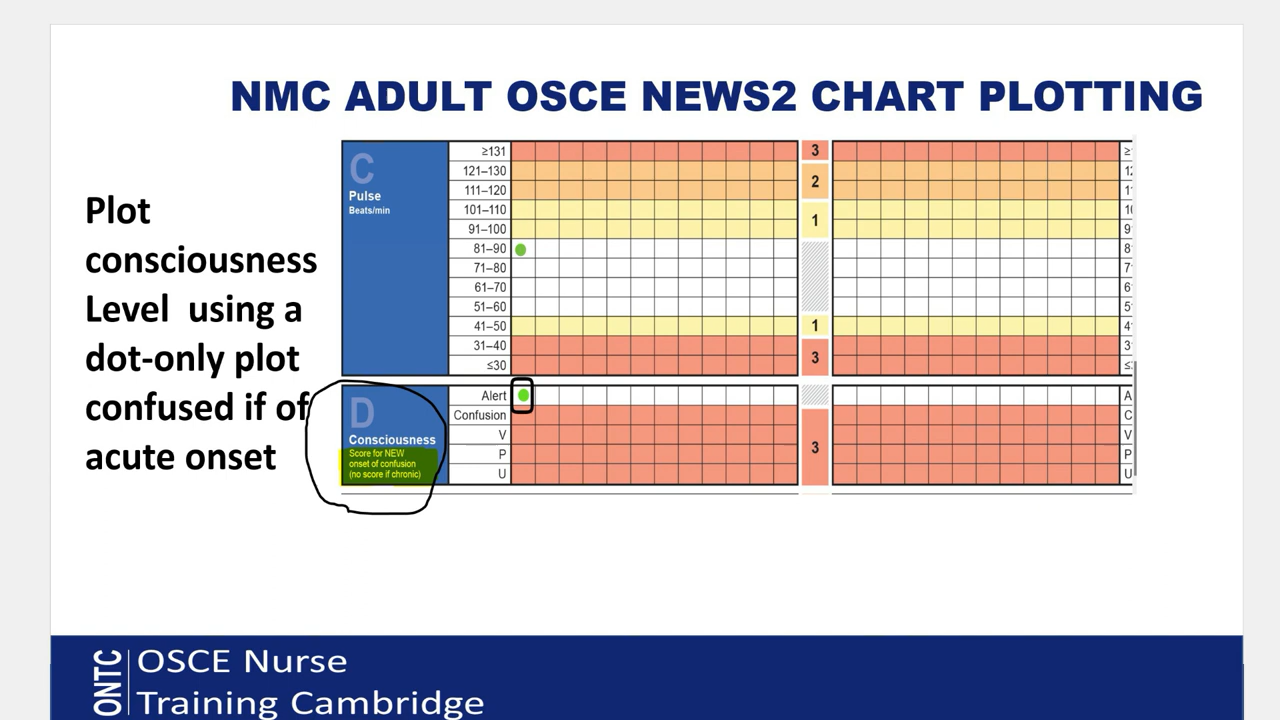 NMC ADULT OSCE NEWS2 CHART PLOTTING
Plot
consciousness
Level using a
dot-only plot
confused if of
acute onset
C
Pulse
Beats/min
≥131
121–130
111–120
101–110
91–100
81–90
71–80
61–70
51–60
41–50
31–40
≤30
3
2
1
1
3
D
Consciousness
Score for NEW
onset of confusion
(no score if chronic)
Alert
Confusion
V
P
U
3
A
C
V
P
U
ONTC
OSCE Nurse
Training Cambridge